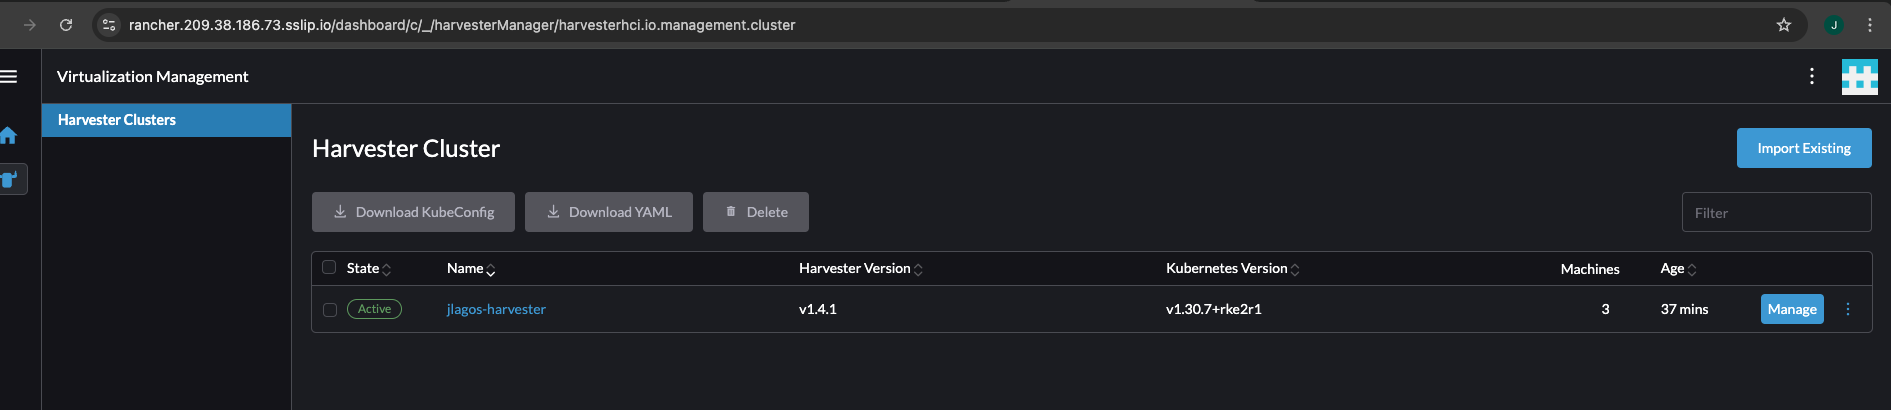 rancher.209.38.186.73.sslip.io/dashboard/c/_/harvesterManager/harvesterhci.io.management.cluster
J
Virtualization Management
Harvester Clusters
Harvester Cluster
Import Existing
Download KubeConfig
Download YAML
Delete
Filter
State Name Harvester Version Kubernetes Version Machines Age
Active jlagos-harvester v1.4.1 v1.30.7+rke2r1 3 37 mins Manage